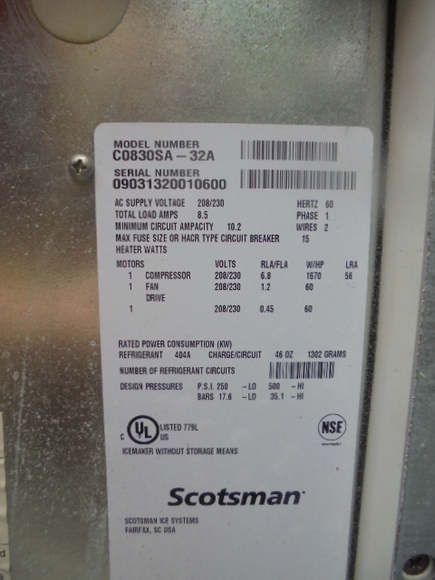 MODEL NUMBER
C0830SA - 32A
SERIAL NUMBER
09031320010600
AC SUPPLY VOLTAGE 208/230 HERTZ 60
TOTAL LOAD AMPS 8.5 PHASE 1
MINIMUM CIRCUIT AMPACITY 10.2 WIRES 2
MAX FUSE SIZE OR HACR TYPE CIRCUIT BREAKER 15
HEATER WATTS
MOTORS VOLTS RLA/FLA W/HP LRA
1 COMPRESSOR 208/230 6.8 1670 56
1 FAN 208/230 1.2 60
DRIVE
1 208/230 0.45 60
RATED POWER CONSUMPTION (KW)
REFRIGERANT 404A CHARGE/CIRCUIT 46 OZ 1302 GRAMS
NUMBER OF REFRIGERANT CIRCUITS
DESIGN PRESSURES P.S.I. 250 - LO 500 - HI
BARS 17.6 - LO 35.1 - HI
C UL US LISTED 779L
NSF
ICEMAKER WITHOUT STORAGE MEANS
Scotsman
SCOTSMAN ICE SYSTEMS
FAIRFAX, SC USA